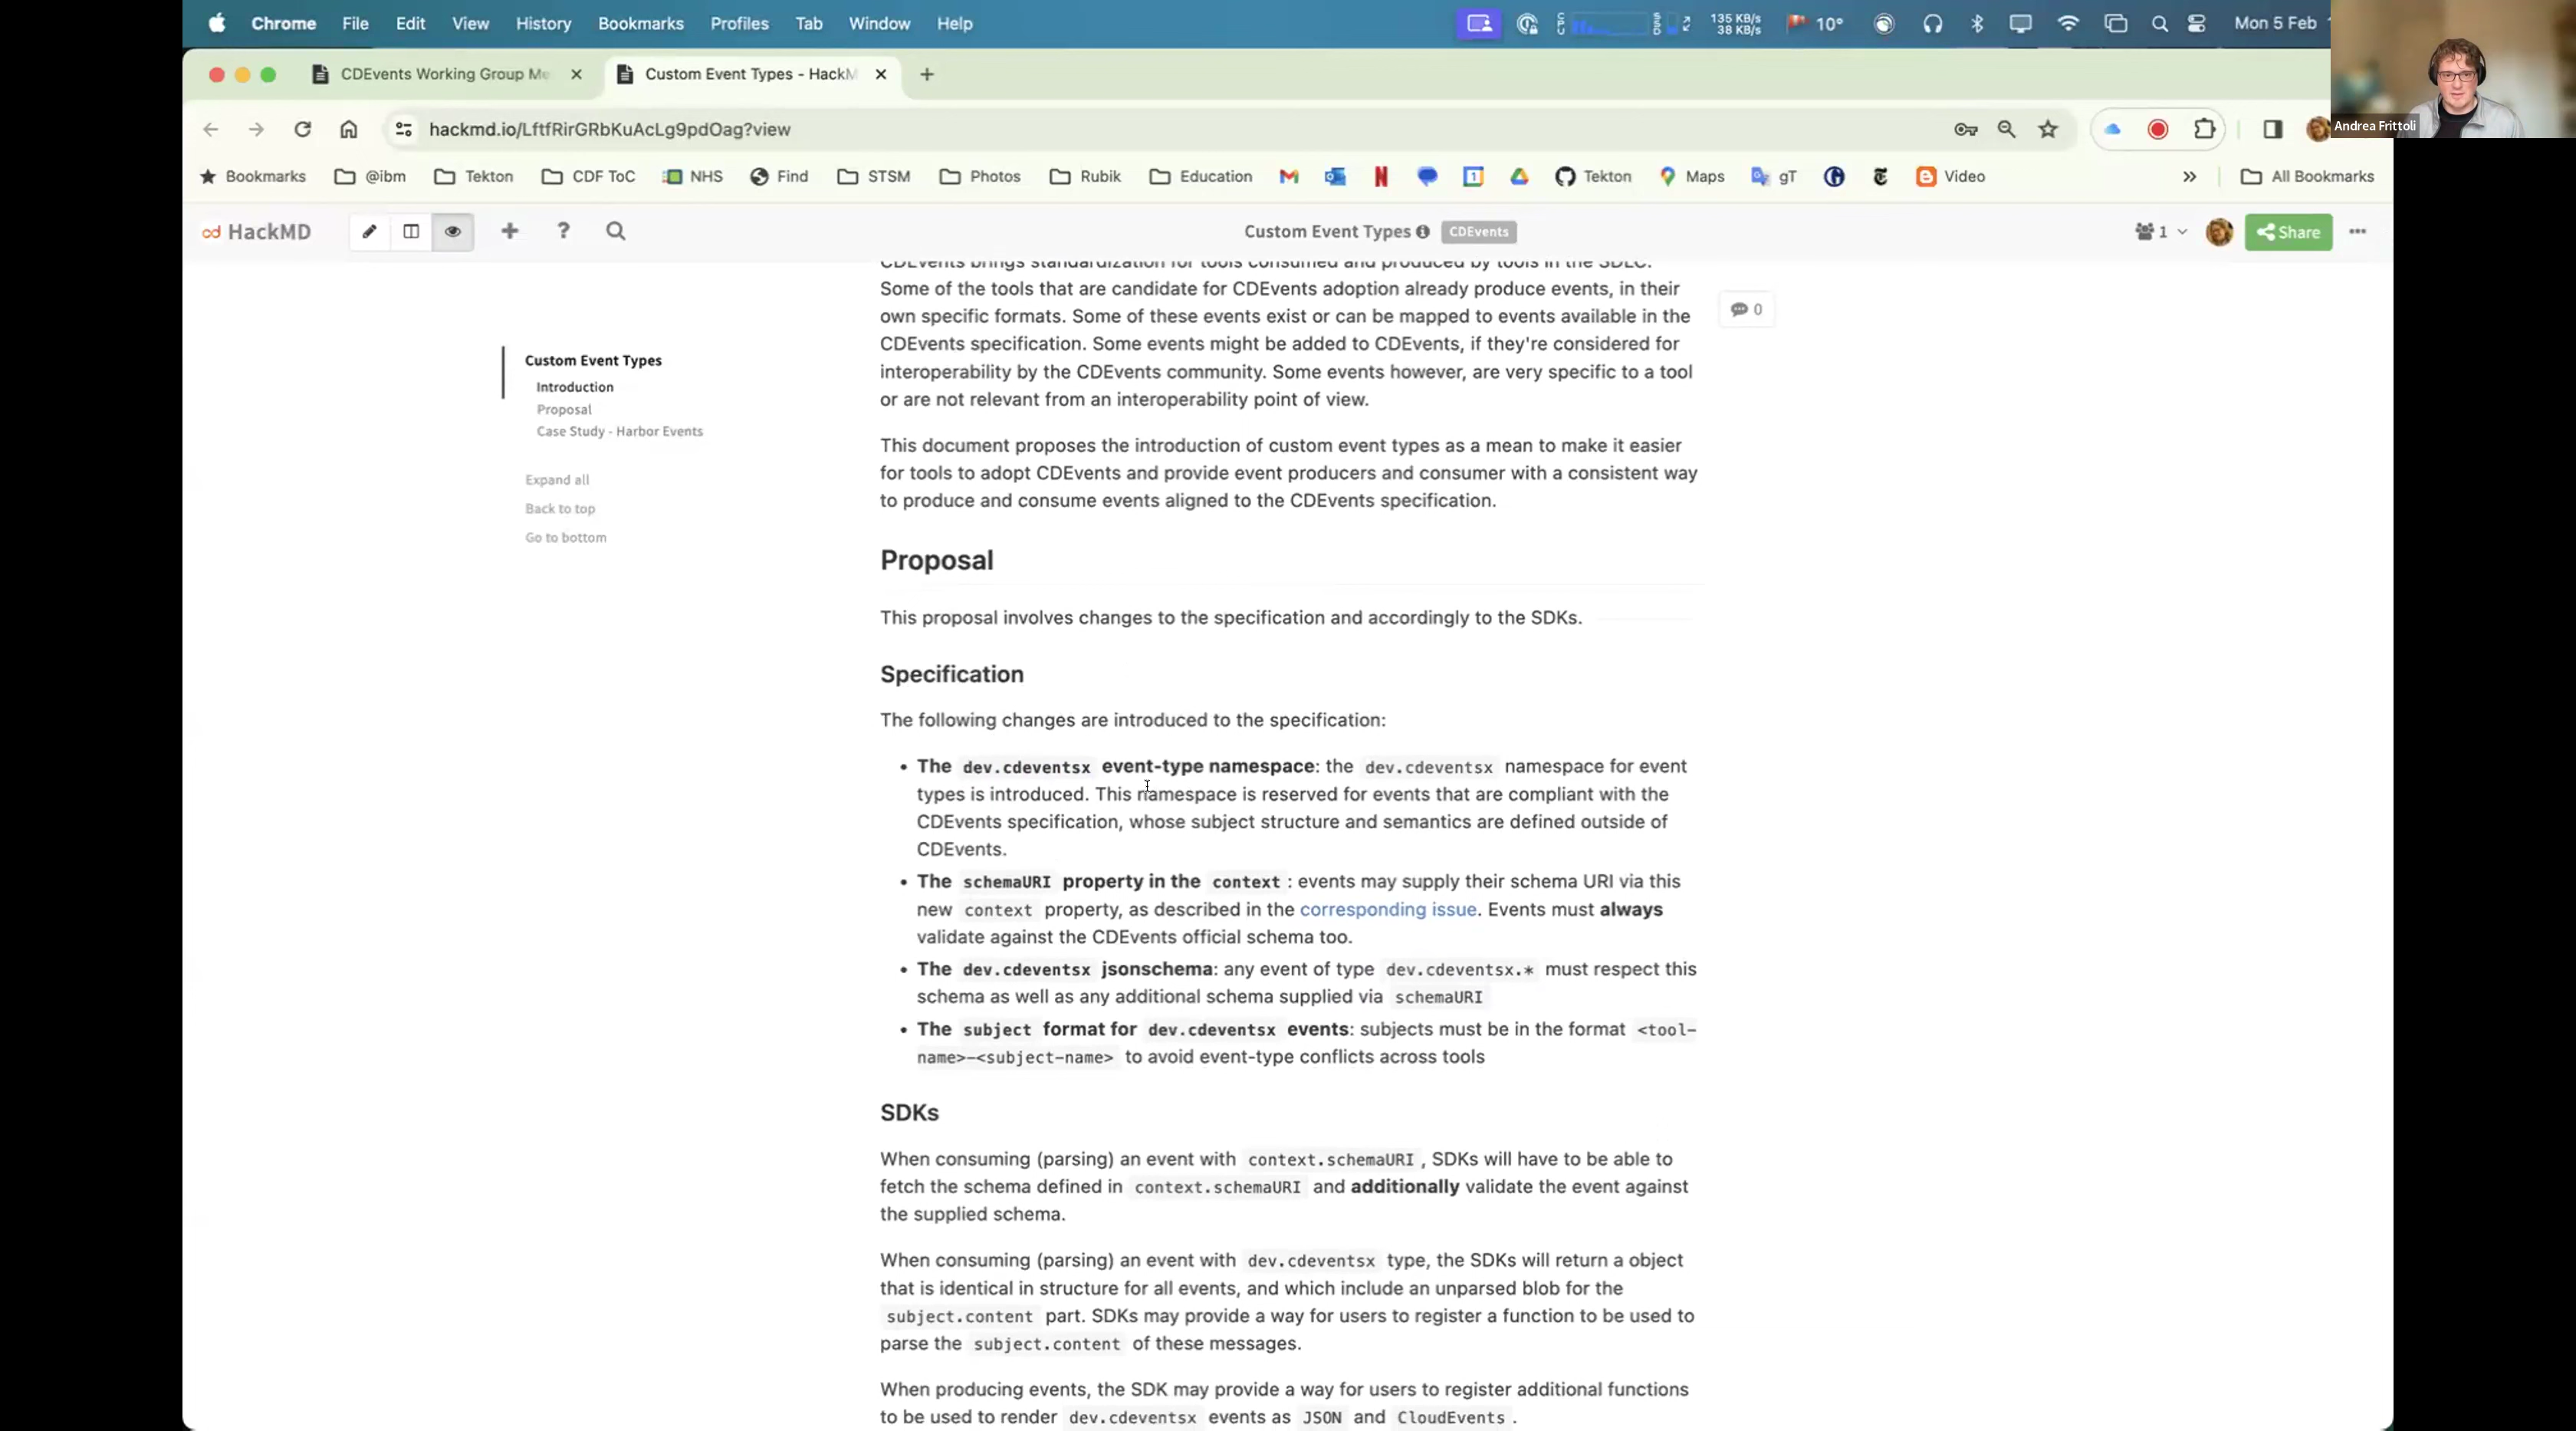 Chrome File Edit View History Bookmarks Profiles Tab Window Help
135 KB/s
38 KB/s
10°
Mon 5 Feb
CDEvents Working Group Me
Custom Event Types - HackM
hackmd.io/LftfRirGRbKuAcLg9pdOag?view
Andrea Frittoli
Bookmarks @ibm Tekton CDF ToC NHS Find STSM Photos Rubik Education Tekton Maps gT Video All Bookmarks
HackMD
Custom Event Types CDEvents
1
Share
CDEvents brings standardization for tools consumed and produced by tools in the SDLC.
Some of the tools that are candidate for CDEvents adoption already produce events, in their
own specific formats. Some of these events exist or can be mapped to events available in the
CDEvents specification. Some events might be added to CDEvents, if they're considered for
interoperability by the CDEvents community. Some events however, are very specific to a tool
or are not relevant from an interoperability point of view.
0
Custom Event Types
Introduction
Proposal
Case Study - Harbor Events
Expand all
Back to top
Go to bottom
This document proposes the introduction of custom event types as a mean to make it easier
for tools to adopt CDEvents and provide event producers and consumer with a consistent way
to produce and consume events aligned to the CDEvents specification.
Proposal
This proposal involves changes to the specification and accordingly to the SDKs.
Specification
The following changes are introduced to the specification:
• The dev.cdeventsx event-type namespace: the dev.cdeventsx namespace for event
types is introduced. This namespace is reserved for events that are compliant with the
CDEvents specification, whose subject structure and semantics are defined outside of
CDEvents.
• The schemaURI property in the context : events may supply their schema URI via this
new context property, as described in the corresponding issue. Events must always
validate against the CDEvents official schema too.
• The dev.cdeventsx jsonschema: any event of type dev.cdeventsx.* must respect this
schema as well as any additional schema supplied via schemaURI
• The subject format for dev.cdeventsx events: subjects must be in the format <tool-
name>-<subject-name> to avoid event-type conflicts across tools
SDKs
When consuming (parsing) an event with context.schemaURI , SDKs will have to be able to
fetch the schema defined in context.schemaURI and additionally validate the event against
the supplied schema.
When consuming (parsing) an event with dev.cdeventsx type, the SDKs will return a object
that is identical in structure for all events, and which include an unparsed blob for the
subject.content part. SDKs may provide a way for users to register a function to be used to
parse the subject.content of these messages.
When producing events, the SDK may provide a way for users to register additional functions
to be used to render dev.cdeventsx events as JSON and CloudEvents .